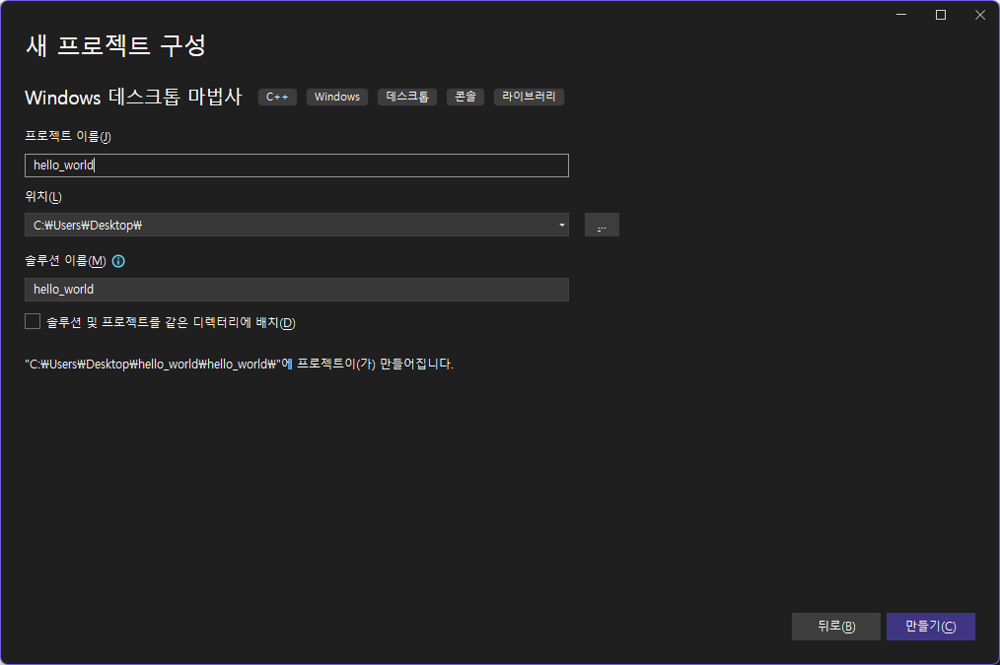 새 프로젝트 구성
Windows 데스크톱 마법사 C++ Windows 데스크톱 콘솔 라이브러리
프로젝트 이름(J)
hello_world
위치(L)
C:₩Users₩Desktop₩
...
솔루션 이름(M)
hello_world
솔루션 및 프로젝트를 같은 디렉터리에 배치(D)
"C:₩Users₩Desktop₩hello_world₩hello_world₩"에 프로젝트이(가) 만들어집니다.
뒤로(B) 만들기(C)